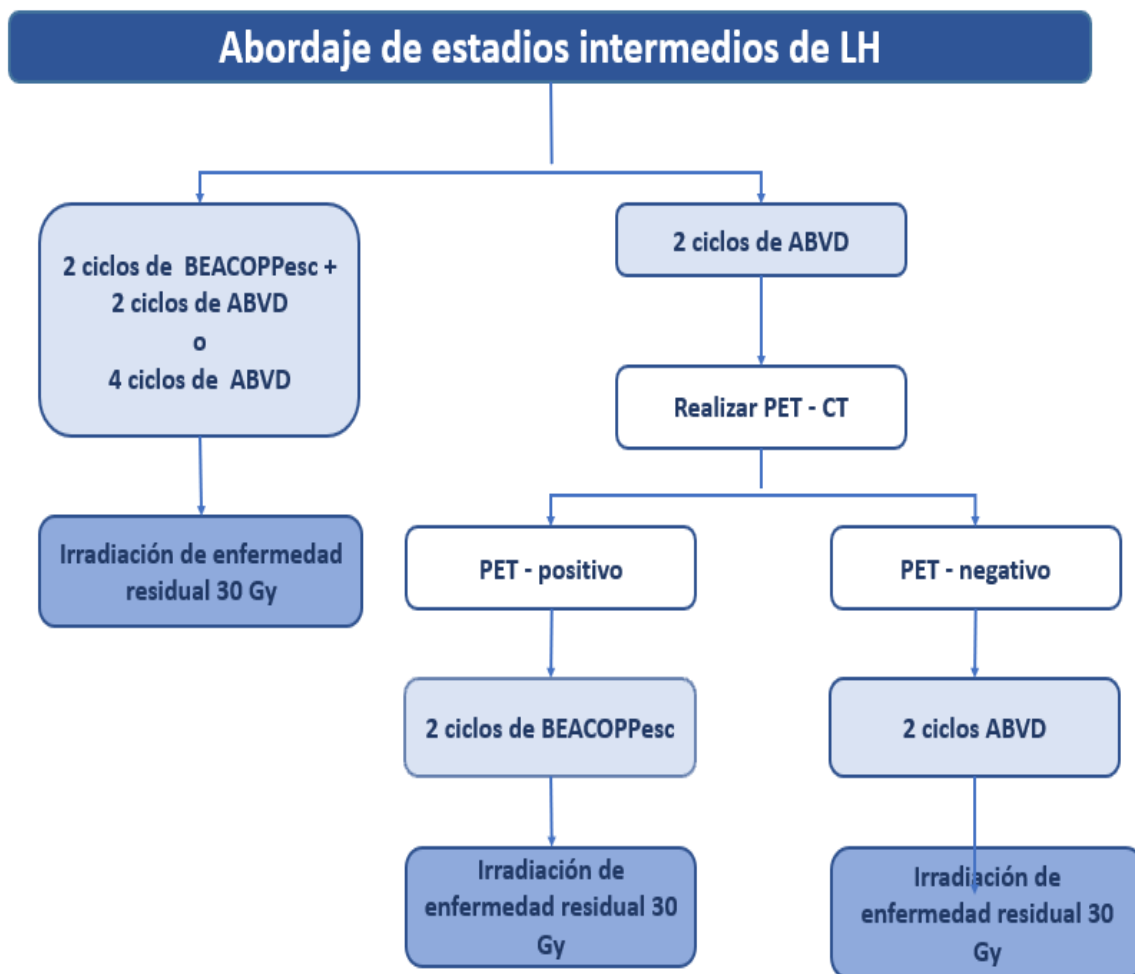 Abordaje de estadios intermedios de LH
2 ciclos de BEACOPPesc +
2 ciclos de ABVD
o
4 ciclos de ABVD
Irradiación de enfermedad
residual 30 Gy
2 ciclos de ABVD
Realizar PET - CT
PET - positivo
PET - negativo
2 ciclos de BEACOPPesc
2 ciclos ABVD
Irradiación de
enfermedad residual 30
Gy
Irradiación de
enfermedad residual 30
Gy